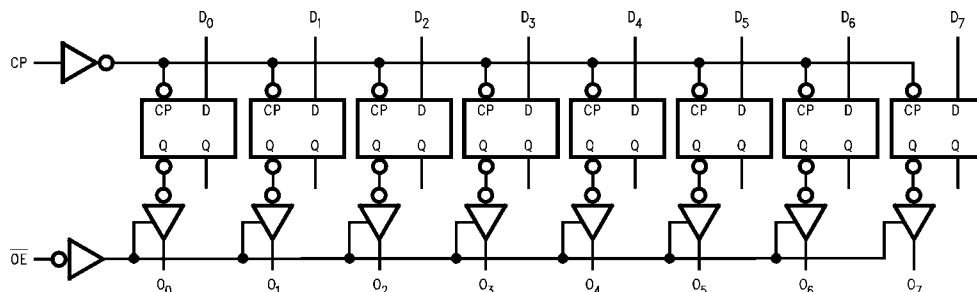 D0 D1 D2 D3 D4 D5 D6 D7
CP
CP D CP D CP D CP D CP D CP D CP D CP D
Q Q Q Q Q Q Q Q Q Q Q Q Q Q Q Q
O̅E̅
O0 O1 O2 O3 O4 O5 O6 O7